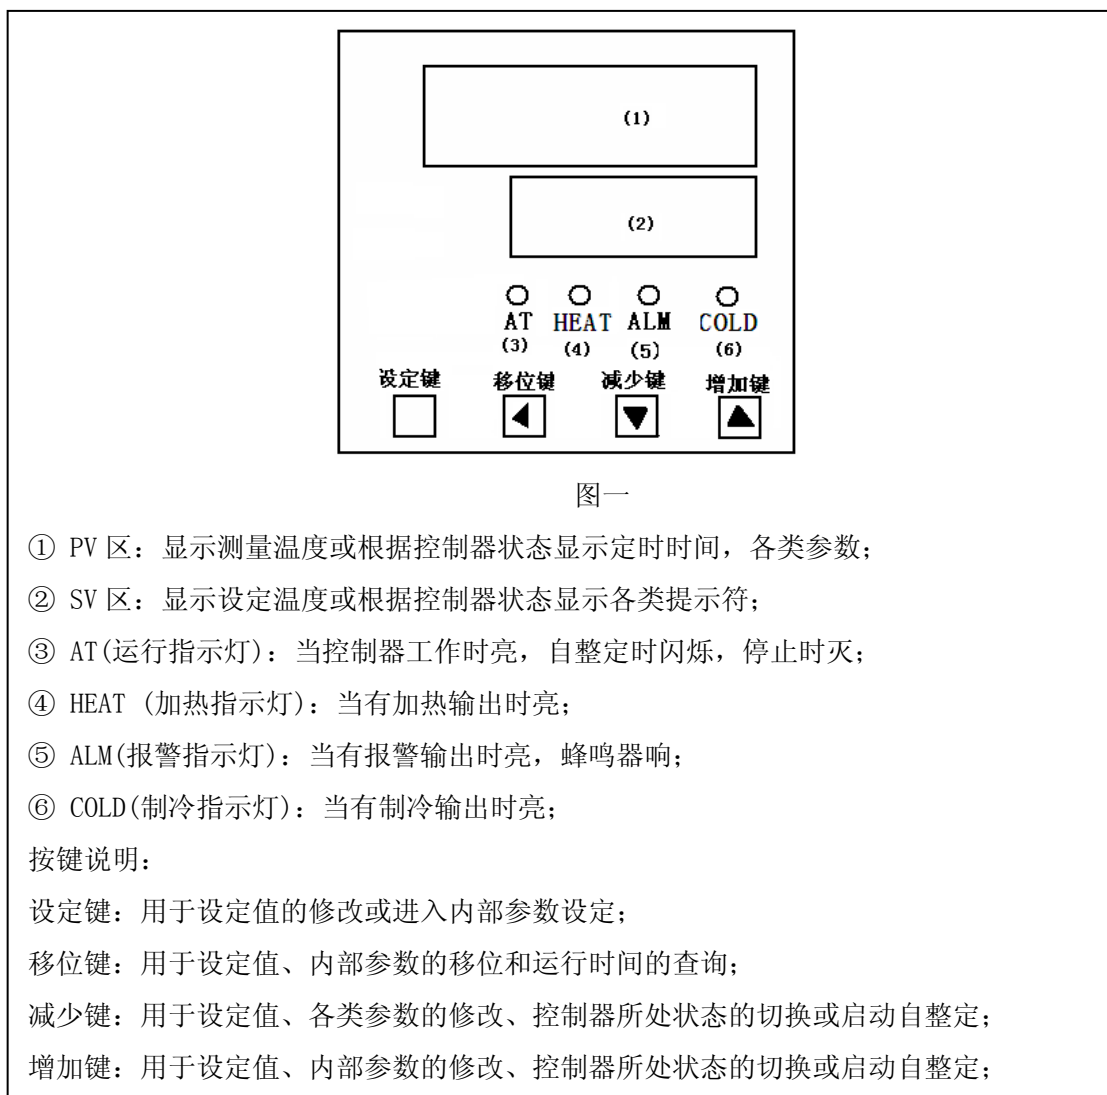 (1)
(2)
AT HEAT ALM COLD
(3) (4) (5) (6)
设定键 移位键 减少键 增加键
图一
① PV区：显示测量温度或根据控制器状态显示定时时间，各类参数；
② SV区：显示设定温度或根据控制器状态显示各类提示符；
③ AT(运行指示灯)：当控制器工作时亮，自整定时闪烁，停止时灭；
④ HEAT (加热指示灯)：当有加热输出时亮；
⑤ ALM(报警指示灯)：当有报警输出时亮，蜂鸣器响；
⑥ COLD(制冷指示灯)：当有制冷输出时亮；
按键说明：
设定键：用于设定值的修改或进入内部参数设定；
移位键：用于设定值、内部参数的移位和运行时间的查询；
减少键：用于设定值、各类参数的修改、控制器所处状态的切换或启动自整定；
增加键：用于设定值、内部参数的修改、控制器所处状态的切换或启动自整定；